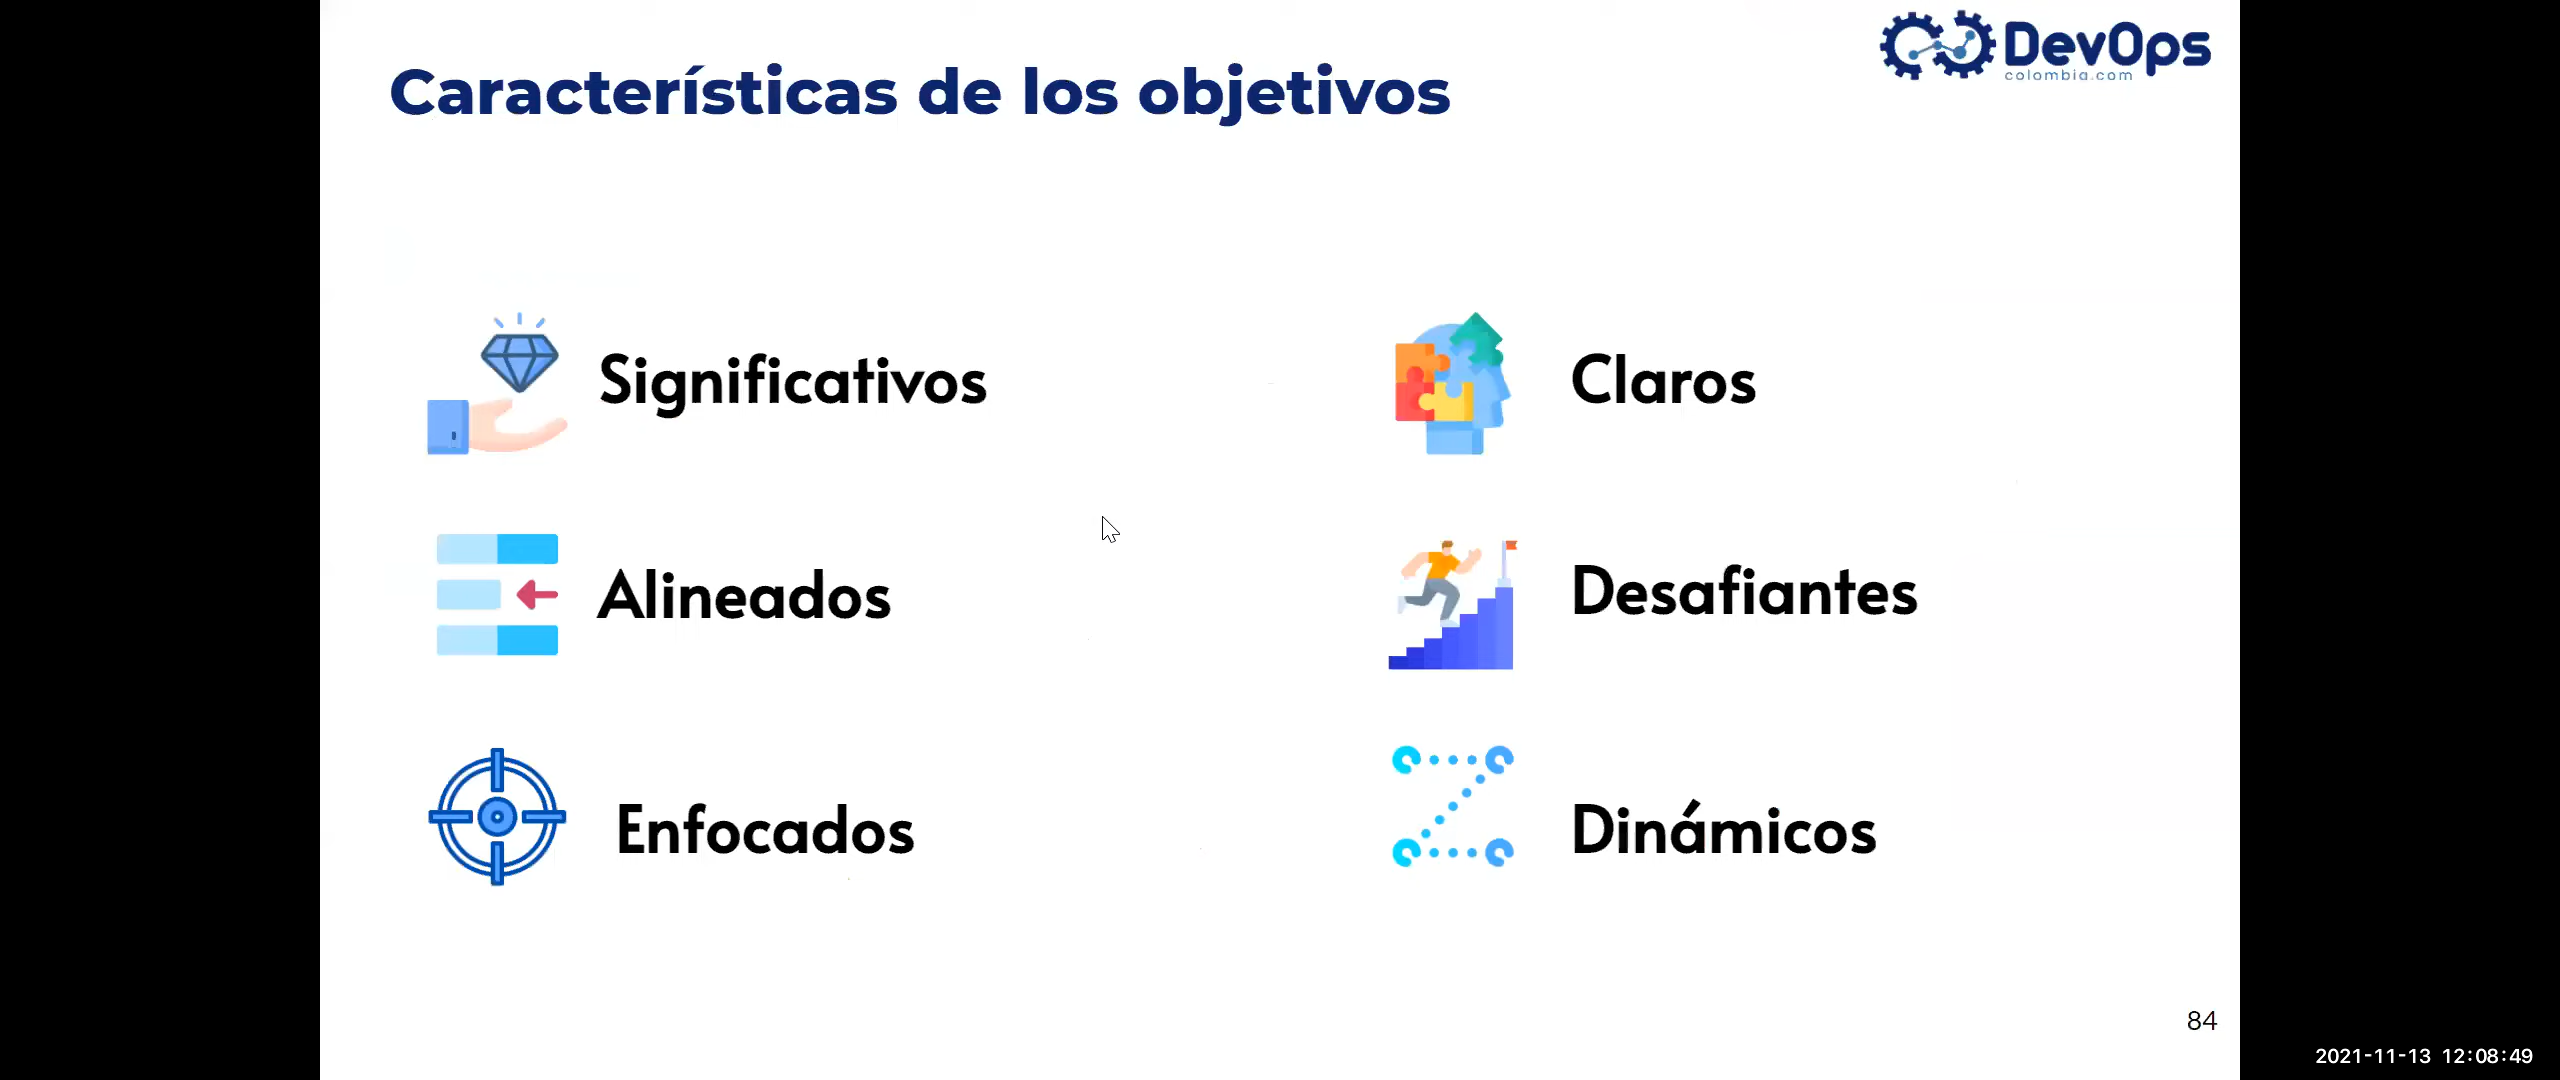 DevOps
colombia.com
Características de los objetivos
Significativos
Claros
Alineados
Desafiantes
Enfocados
Dinámicos
84
2021-11-13 12:08:49